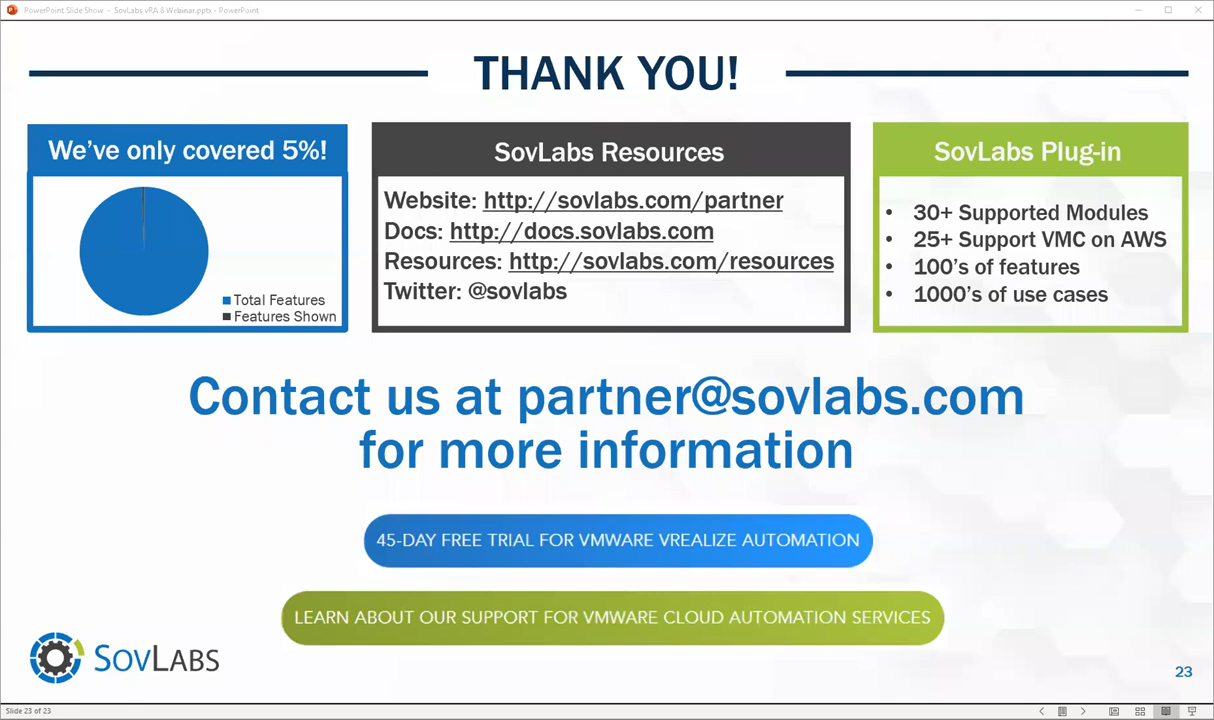 PowerPoint Slide Show - SovLabs vRA 8 Webinar.pptx - PowerPoint
THANK YOU!
We've only covered 5%!
Total Features
Features Shown
SovLabs Resources
Website: http://sovlabs.com/partner
Docs: http://docs.sovlabs.com
Resources: http://sovlabs.com/resources
Twitter: @sovlabs
SovLabs Plug-in
• 30+ Supported Modules
• 25+ Support VMC on AWS
• 100's of features
• 1000's of use cases
Contact us at partner@sovlabs.com
for more information
45-DAY FREE TRIAL FOR VMWARE VREALIZE AUTOMATION
LEARN ABOUT OUR SUPPORT FOR VMWARE CLOUD AUTOMATION SERVICES
SOVLABS
23
Slide 23 of 23